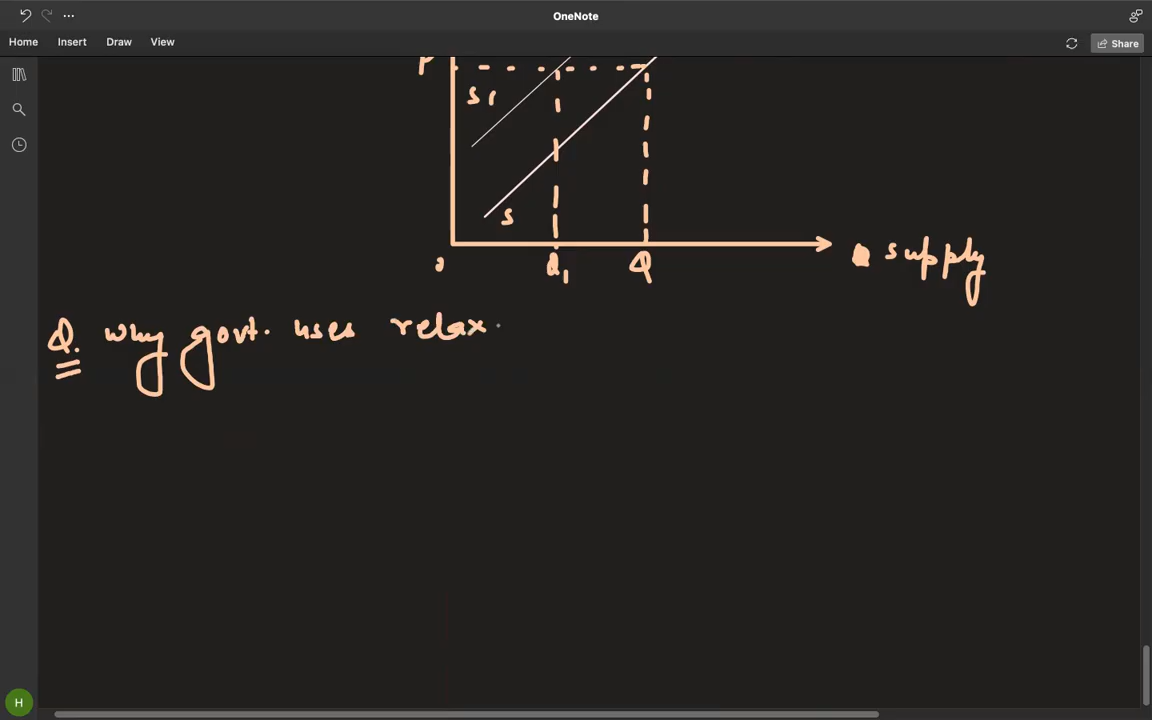 OneNote
Home Insert Draw View
Share
P
S1
S
0 Q1 Q supply
Q. why govt. uses relax
H